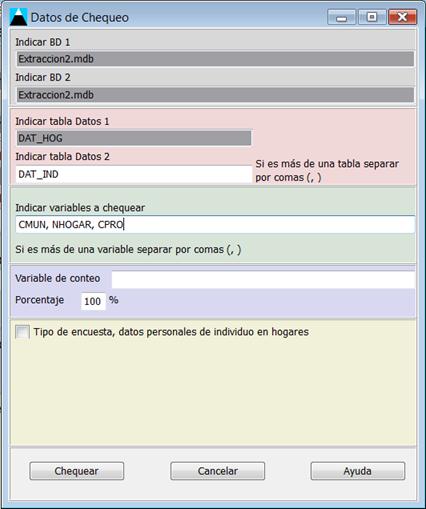 Datos de Chequeo
Indicar BD 1
Extraccion2.mdb
Indicar BD 2
Extraccion2.mdb
Indicar tabla Datos 1
DAT_HOG
Indicar tabla Datos 2
DAT_IND
Si es más de una tabla separar
por comas (, )
Indicar variables a chequear
CMUN, NHOGAR, CPRO
Si es más de una variable separar por comas (, )
Variable de conteo
Porcentaje 100 %
Tipo de encuesta, datos personales de individuo en hogares
Chequear Cancelar Ayuda